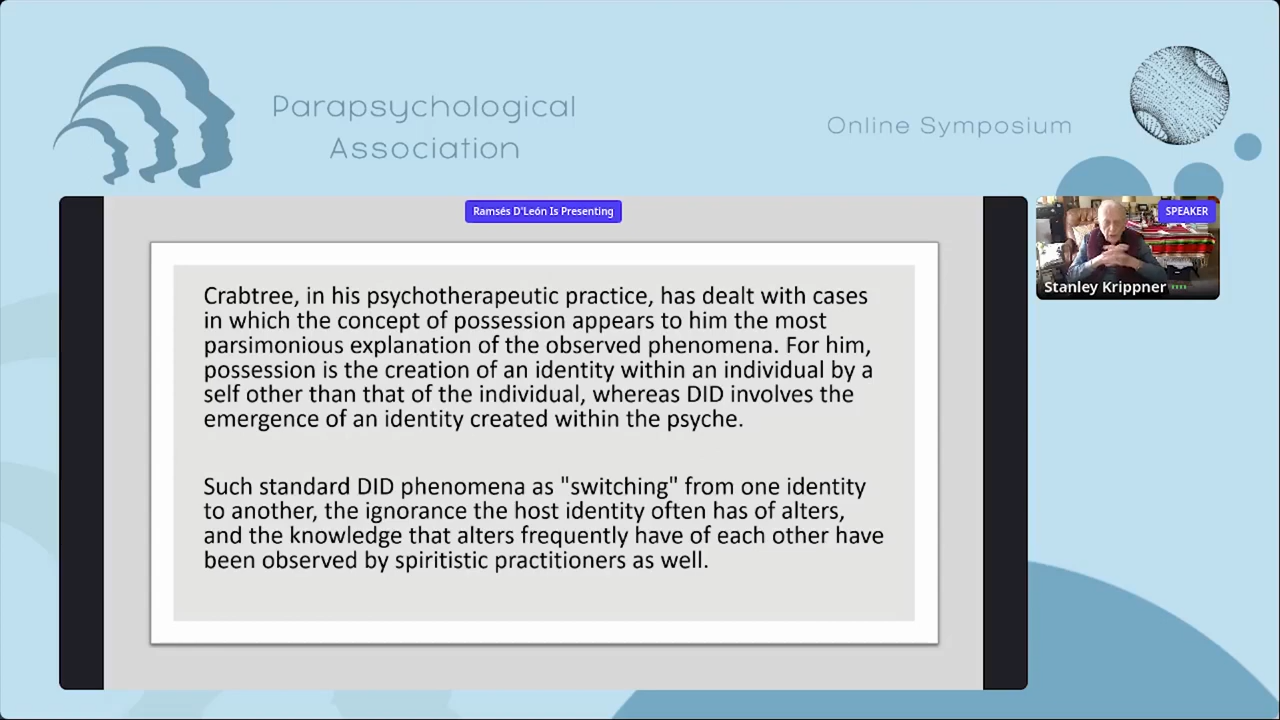 Parapsychological
Association
Online Symposium
Ramsés D'León Is Presenting
SPEAKER
Stanley Krippner
Crabtree, in his psychotherapeutic practice, has dealt with cases
in which the concept of possession appears to him the most
parsimonious explanation of the observed phenomena. For him,
possession is the creation of an identity within an individual by a
self other than that of the individual, whereas DID involves the
emergence of an identity created within the psyche.
Such standard DID phenomena as "switching" from one identity
to another, the ignorance the host identity often has of alters,
and the knowledge that alters frequently have of each other have
been observed by spiritistic practitioners as well.